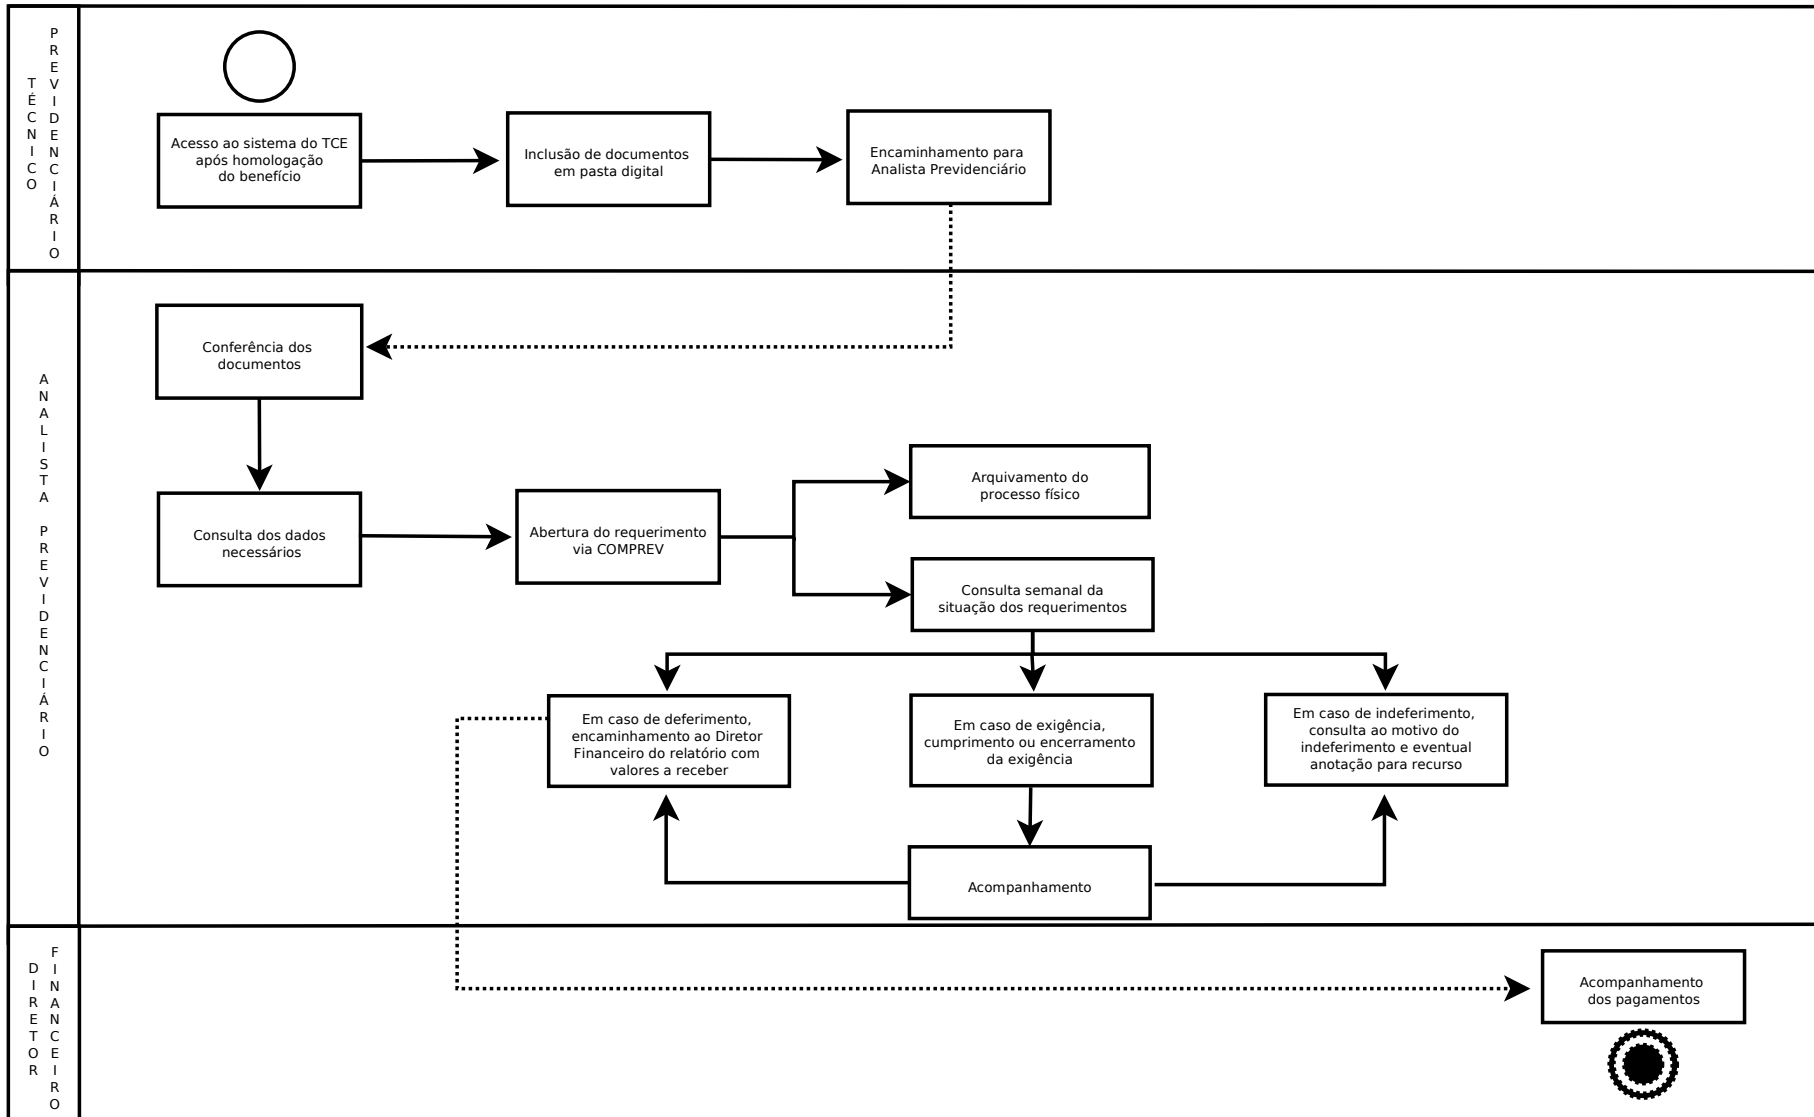 TÉCNICO
PREVIDENCIÁRIO
Acesso ao sistema do TCE
após homologação
do benefício
Inclusão de documentos
em pasta digital
Encaminhamento para
Analista Previdenciário
ANALISTA PREVIDENCIÁRIO
Conferência dos
documentos
Consulta dos dados
necessários
Abertura do requerimento
via COMPREV
Arquivamento do
processo físico
Consulta semanal da
situação dos requerimentos
Em caso de deferimento,
encaminhamento ao Diretor
Financeiro do relatório com
valores a receber
Em caso de exigência,
cumprimento ou encerramento
da exigência
Em caso de indeferimento,
consulta ao motivo do
indeferimento e eventual
anotação para recurso
Acompanhamento
DIRETOR
FINANCEIRO
Acompanhamento
dos pagamentos